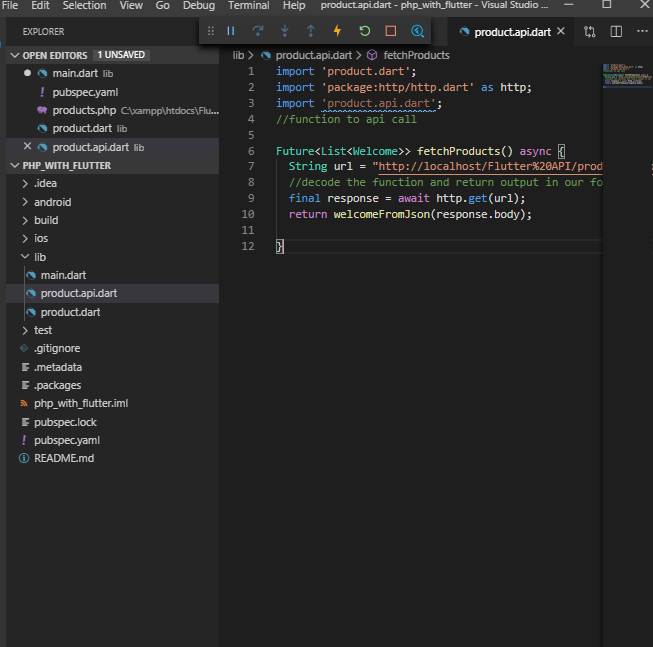 File Edit Selection View Go Debug Terminal Help product.api.dart - php_with_flutter - Visual Studio ...
EXPLORER
OPEN EDITORS 1 UNSAVED
main.dart lib
! pubspec.yaml
products.php C:\xampp\htdocs\Flu...
product.dart lib
product.api.dart lib
PHP_WITH_FLUTTER
.idea
android
build
ios
lib
main.dart
product.api.dart
product.dart
test
.gitignore
.metadata
.packages
php_with_flutter.iml
pubspec.lock
! pubspec.yaml
README.md
product.api.dart
lib > product.api.dart > fetchProducts
1 import 'product.dart';
2 import 'package:http/http.dart' as http;
3 import 'product.api.dart';
4 //function to api call
5
6 Future<List<Welcome>> fetchProducts() async {
7 String url = "http://localhost/Flutter%20API/prod
8 //decode the function and return output in our fo
9 final response = await http.get(url);
10 return welcomeFromJson(response.body);
11
12 }